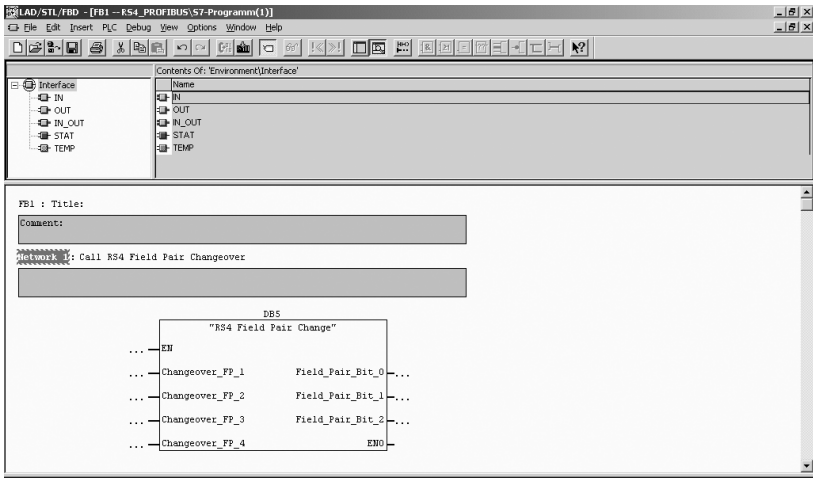 LAD/STL/FBD - [FB1 -- RS4_PROFIBUS\S7-Programm(1)]
File Edit Insert PLC Debug View Options Window Help
Contents Of: 'Environment\Interface'
Interface
IN
OUT
IN_OUT
STAT
TEMP
Name
IN
OUT
IN_OUT
STAT
TEMP
FB1 : Title:
Comment:
Network 1: Call RS4 Field Pair Changeover
DB5
"RS4 Field Pair Change"
... EN
... Changeover_FP_1 Field_Pair_Bit_0 ...
... Changeover_FP_2 Field_Pair_Bit_1 ...
... Changeover_FP_3 Field_Pair_Bit_2 ...
... Changeover_FP_4 ENO